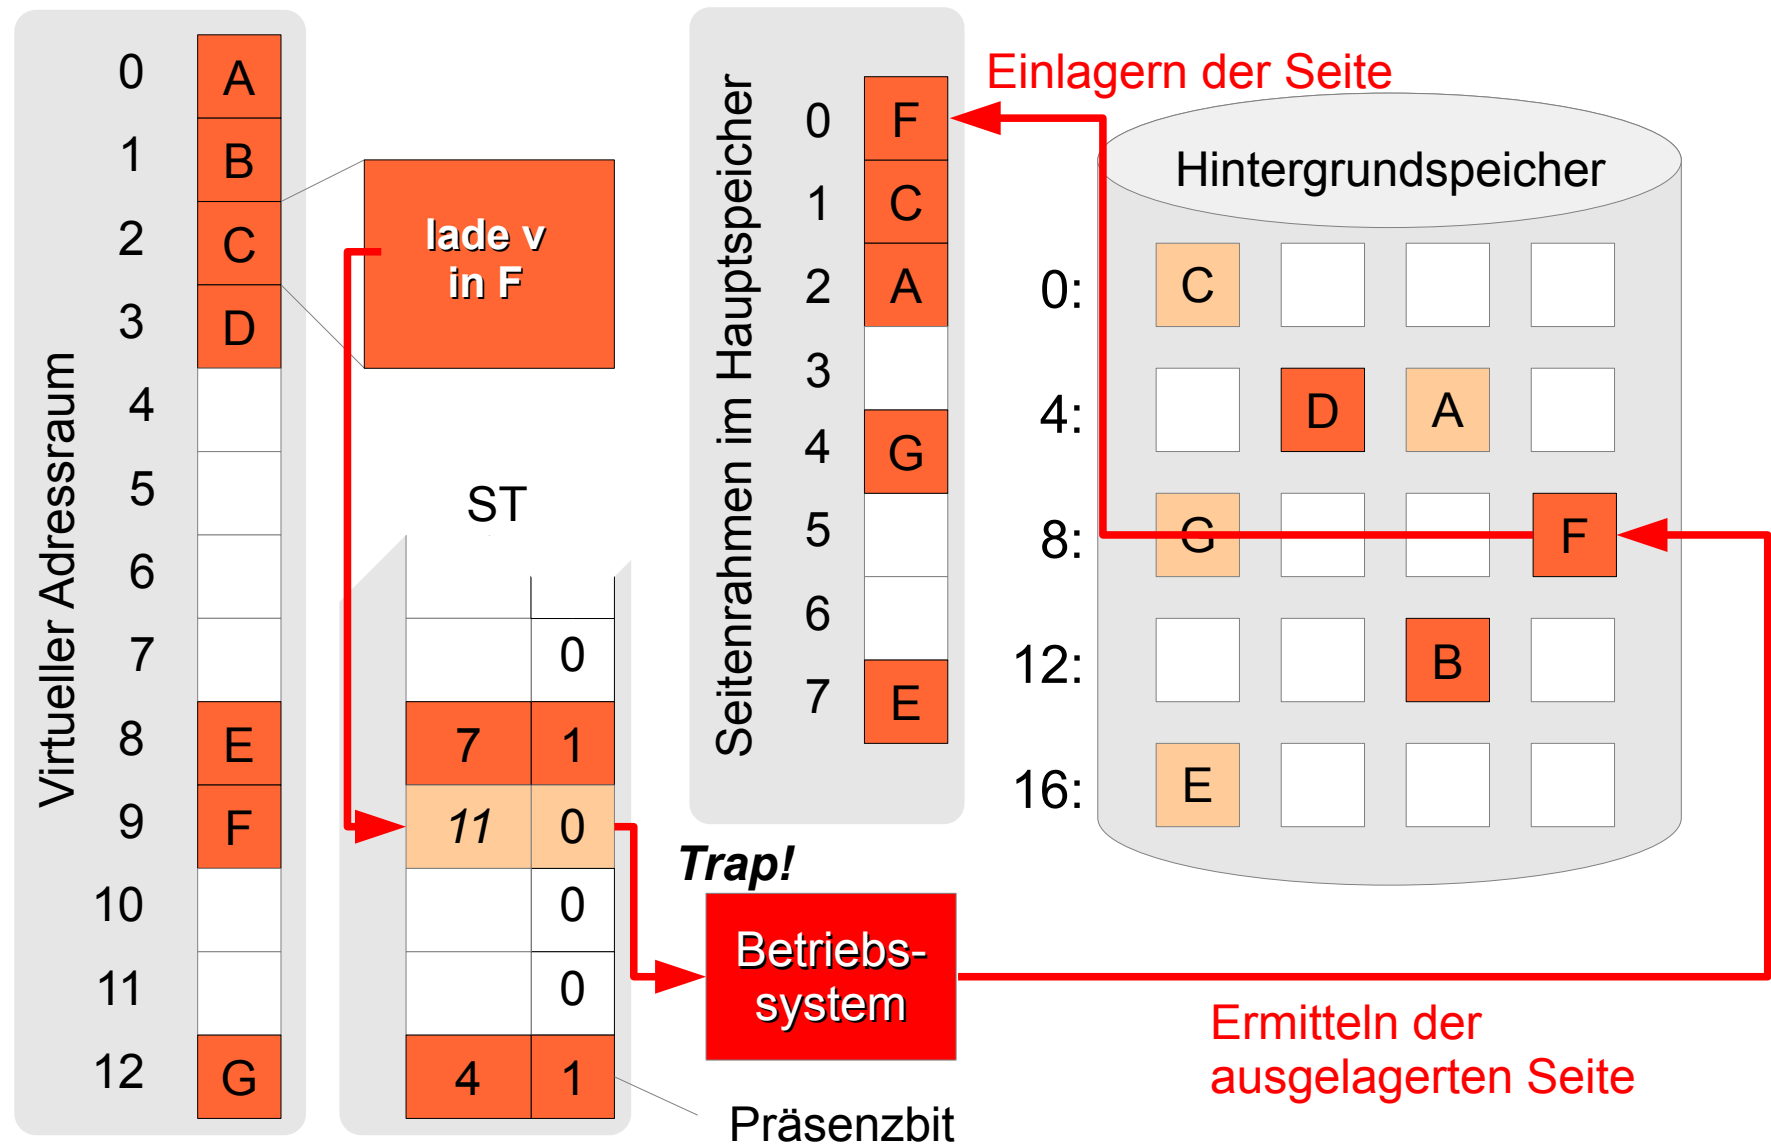 Virtueller Adressraum
0 A
1 B
2 C
3 D
4
5
6
7
8 E
9 F
10
11
12 G
lade v
in F
ST
0
7 1
11 0
0
0
4 1
Präsenzbit
Seitenrahmen im Hauptspeicher
0 F
1 C
2 A
3
4 G
5
6
7 E
Trap!
Betriebs-
system
Einlagern der Seite
Hintergrundspeicher
0: C
4: D A
8: G F
12: B
16: E
Ermitteln der
ausgelagerten Seite